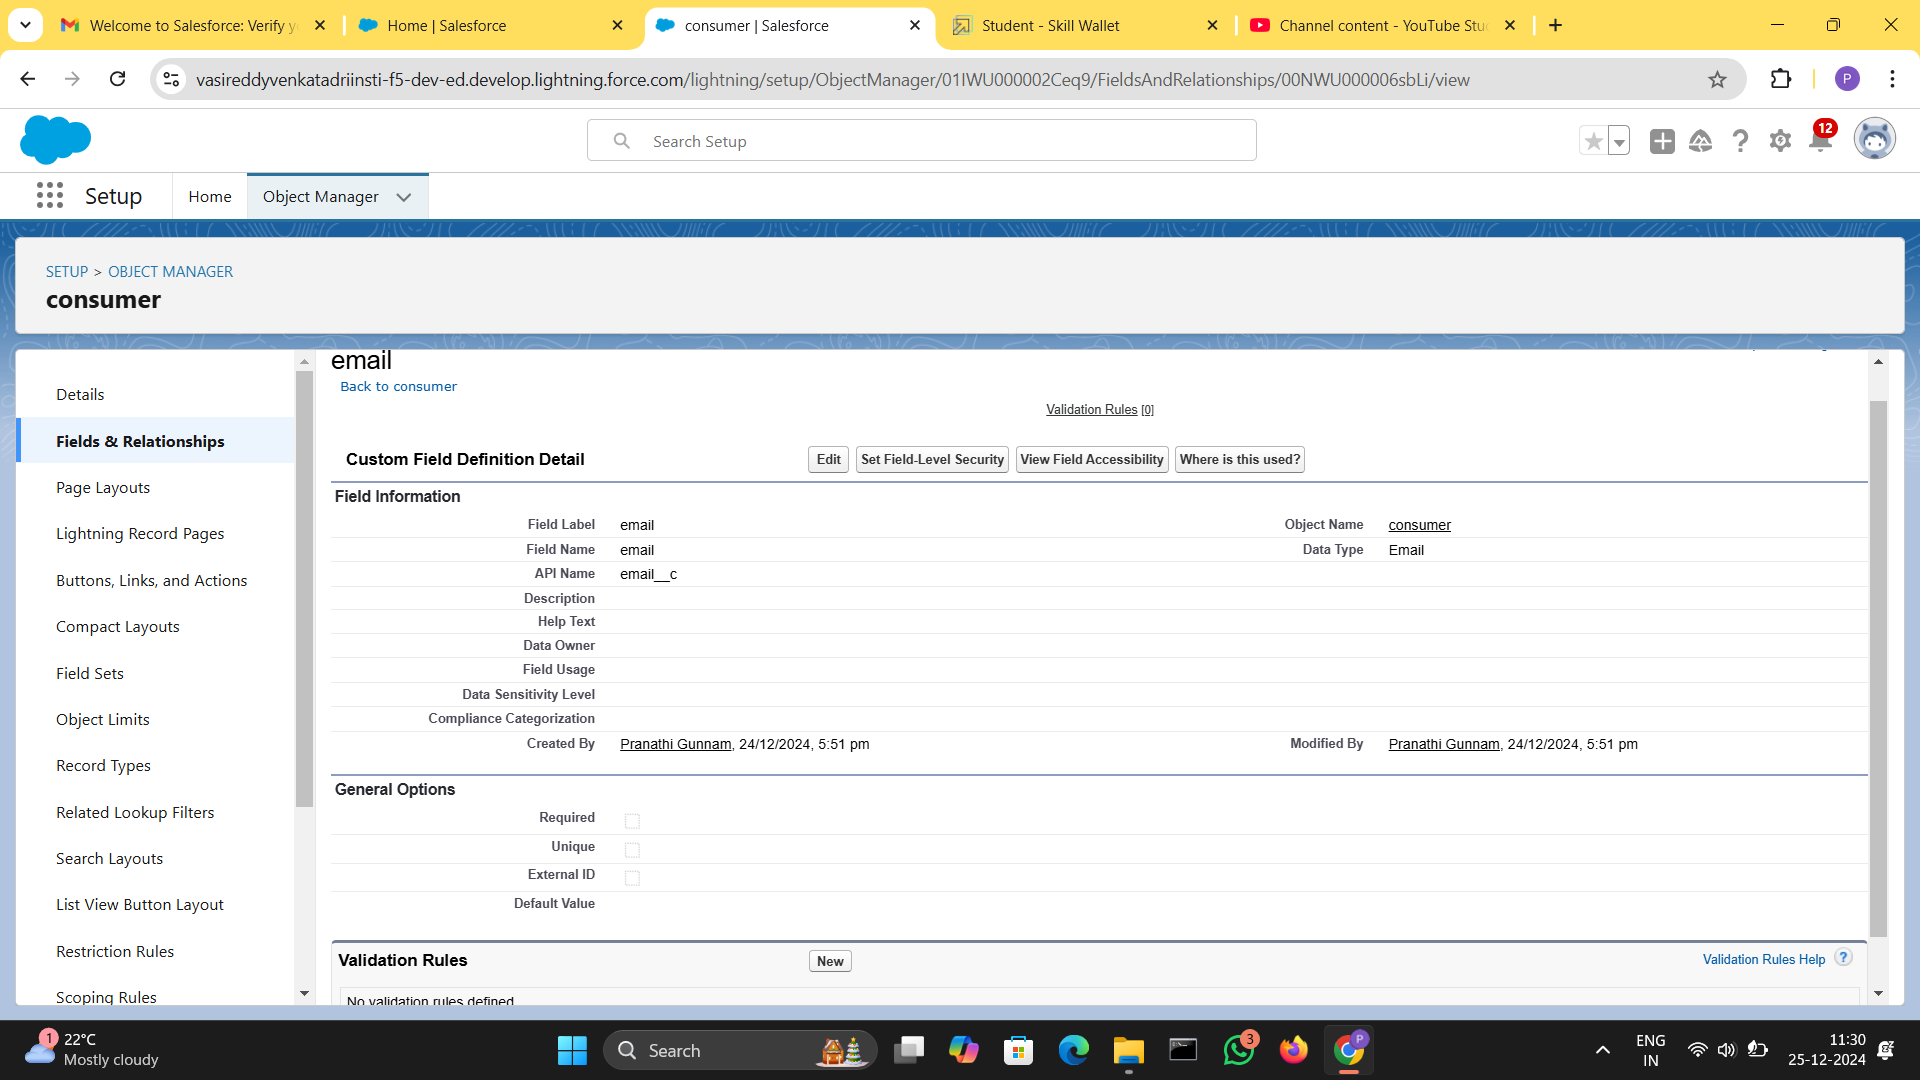 Welcome to Salesforce: Verify y
Home | Salesforce
consumer | Salesforce
Student - Skill Wallet
Channel content - YouTube Stu
vasireddyvenkatadriinsti-f5-dev-ed.develop.lightning.force.com/lightning/setup/ObjectManager/01IWU000002Ceq9/FieldsAndRelationships/00NWU000006sbLi/view
P
Search Setup
12
Setup
Home
Object Manager
SETUP > OBJECT MANAGER
consumer
Details
Fields & Relationships
Page Layouts
Lightning Record Pages
Buttons, Links, and Actions
Compact Layouts
Field Sets
Object Limits
Record Types
Related Lookup Filters
Search Layouts
List View Button Layout
Restriction Rules
Scoping Rules
email
Back to consumer
Validation Rules [0]
Custom Field Definition Detail
Edit
Set Field-Level Security
View Field Accessibility
Where is this used?
Field Information
Field Label email Object Name consumer
Field Name email Data Type Email
API Name email__c
Description
Help Text
Data Owner
Field Usage
Data Sensitivity Level
Compliance Categorization
Created By Pranathi Gunnam, 24/12/2024, 5:51 pm Modified By Pranathi Gunnam, 24/12/2024, 5:51 pm
General Options
Required
Unique
External ID
Default Value
Validation Rules
New
Validation Rules Help ?
No validation rules defined
1
22°C
Mostly cloudy
Search
3
P
ENG
IN
11:30
25-12-2024